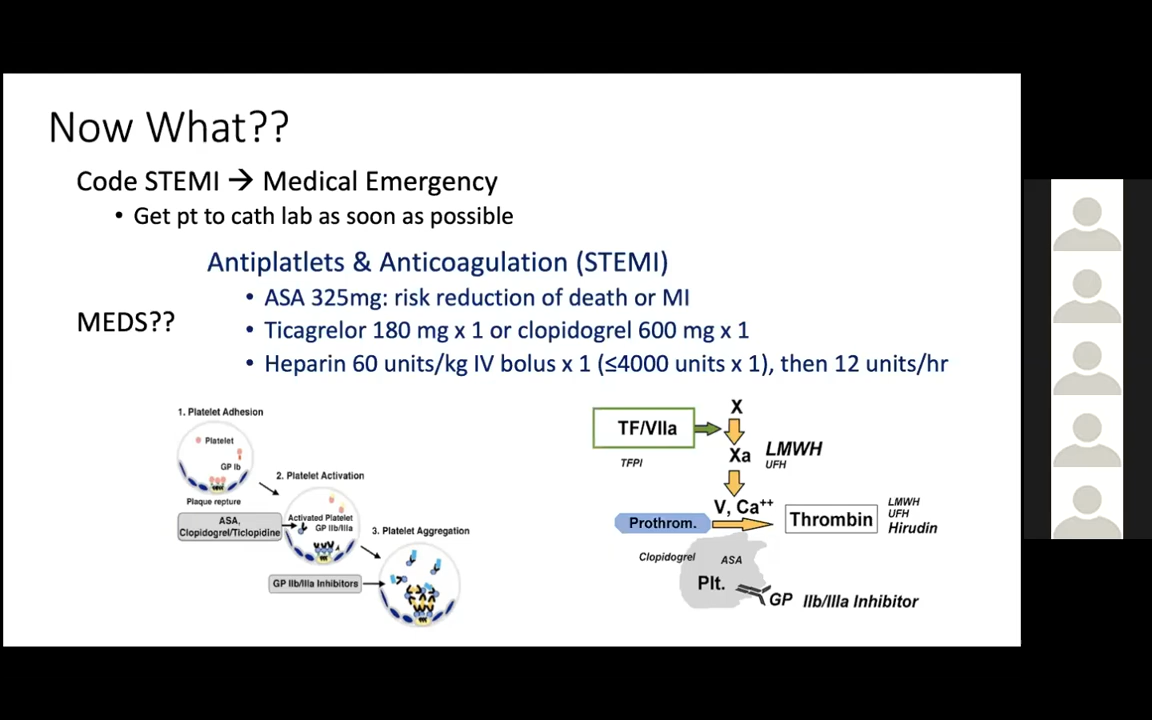 Now What??
Code STEMI → Medical Emergency
• Get pt to cath lab as soon as possible
Antiplatlets & Anticoagulation (STEMI)
• ASA 325mg: risk reduction of death or MI
MEDS??
• Ticagrelor 180 mg x 1 or clopidogrel 600 mg x 1
• Heparin 60 units/kg IV bolus x 1 (≤4000 units x 1), then 12 units/hr
1. Platelet Adhesion
Platelet
GP Ib
Plaque repture
2. Platelet Activation
ASA,
Clopidogrel/Ticlopidine
Activated Platelet
GP IIb/IIIa
3. Platelet Aggregation
GP IIb/IIIa Inhibitors
X
TF/VIIa
TFPI
Xa
LMWH
UFH
V, Ca++
Prothrom.
Thrombin
LMWH
UFH
Hirudin
Clopidogrel
ASA
Plt.
GP IIb/IIIa Inhibitor